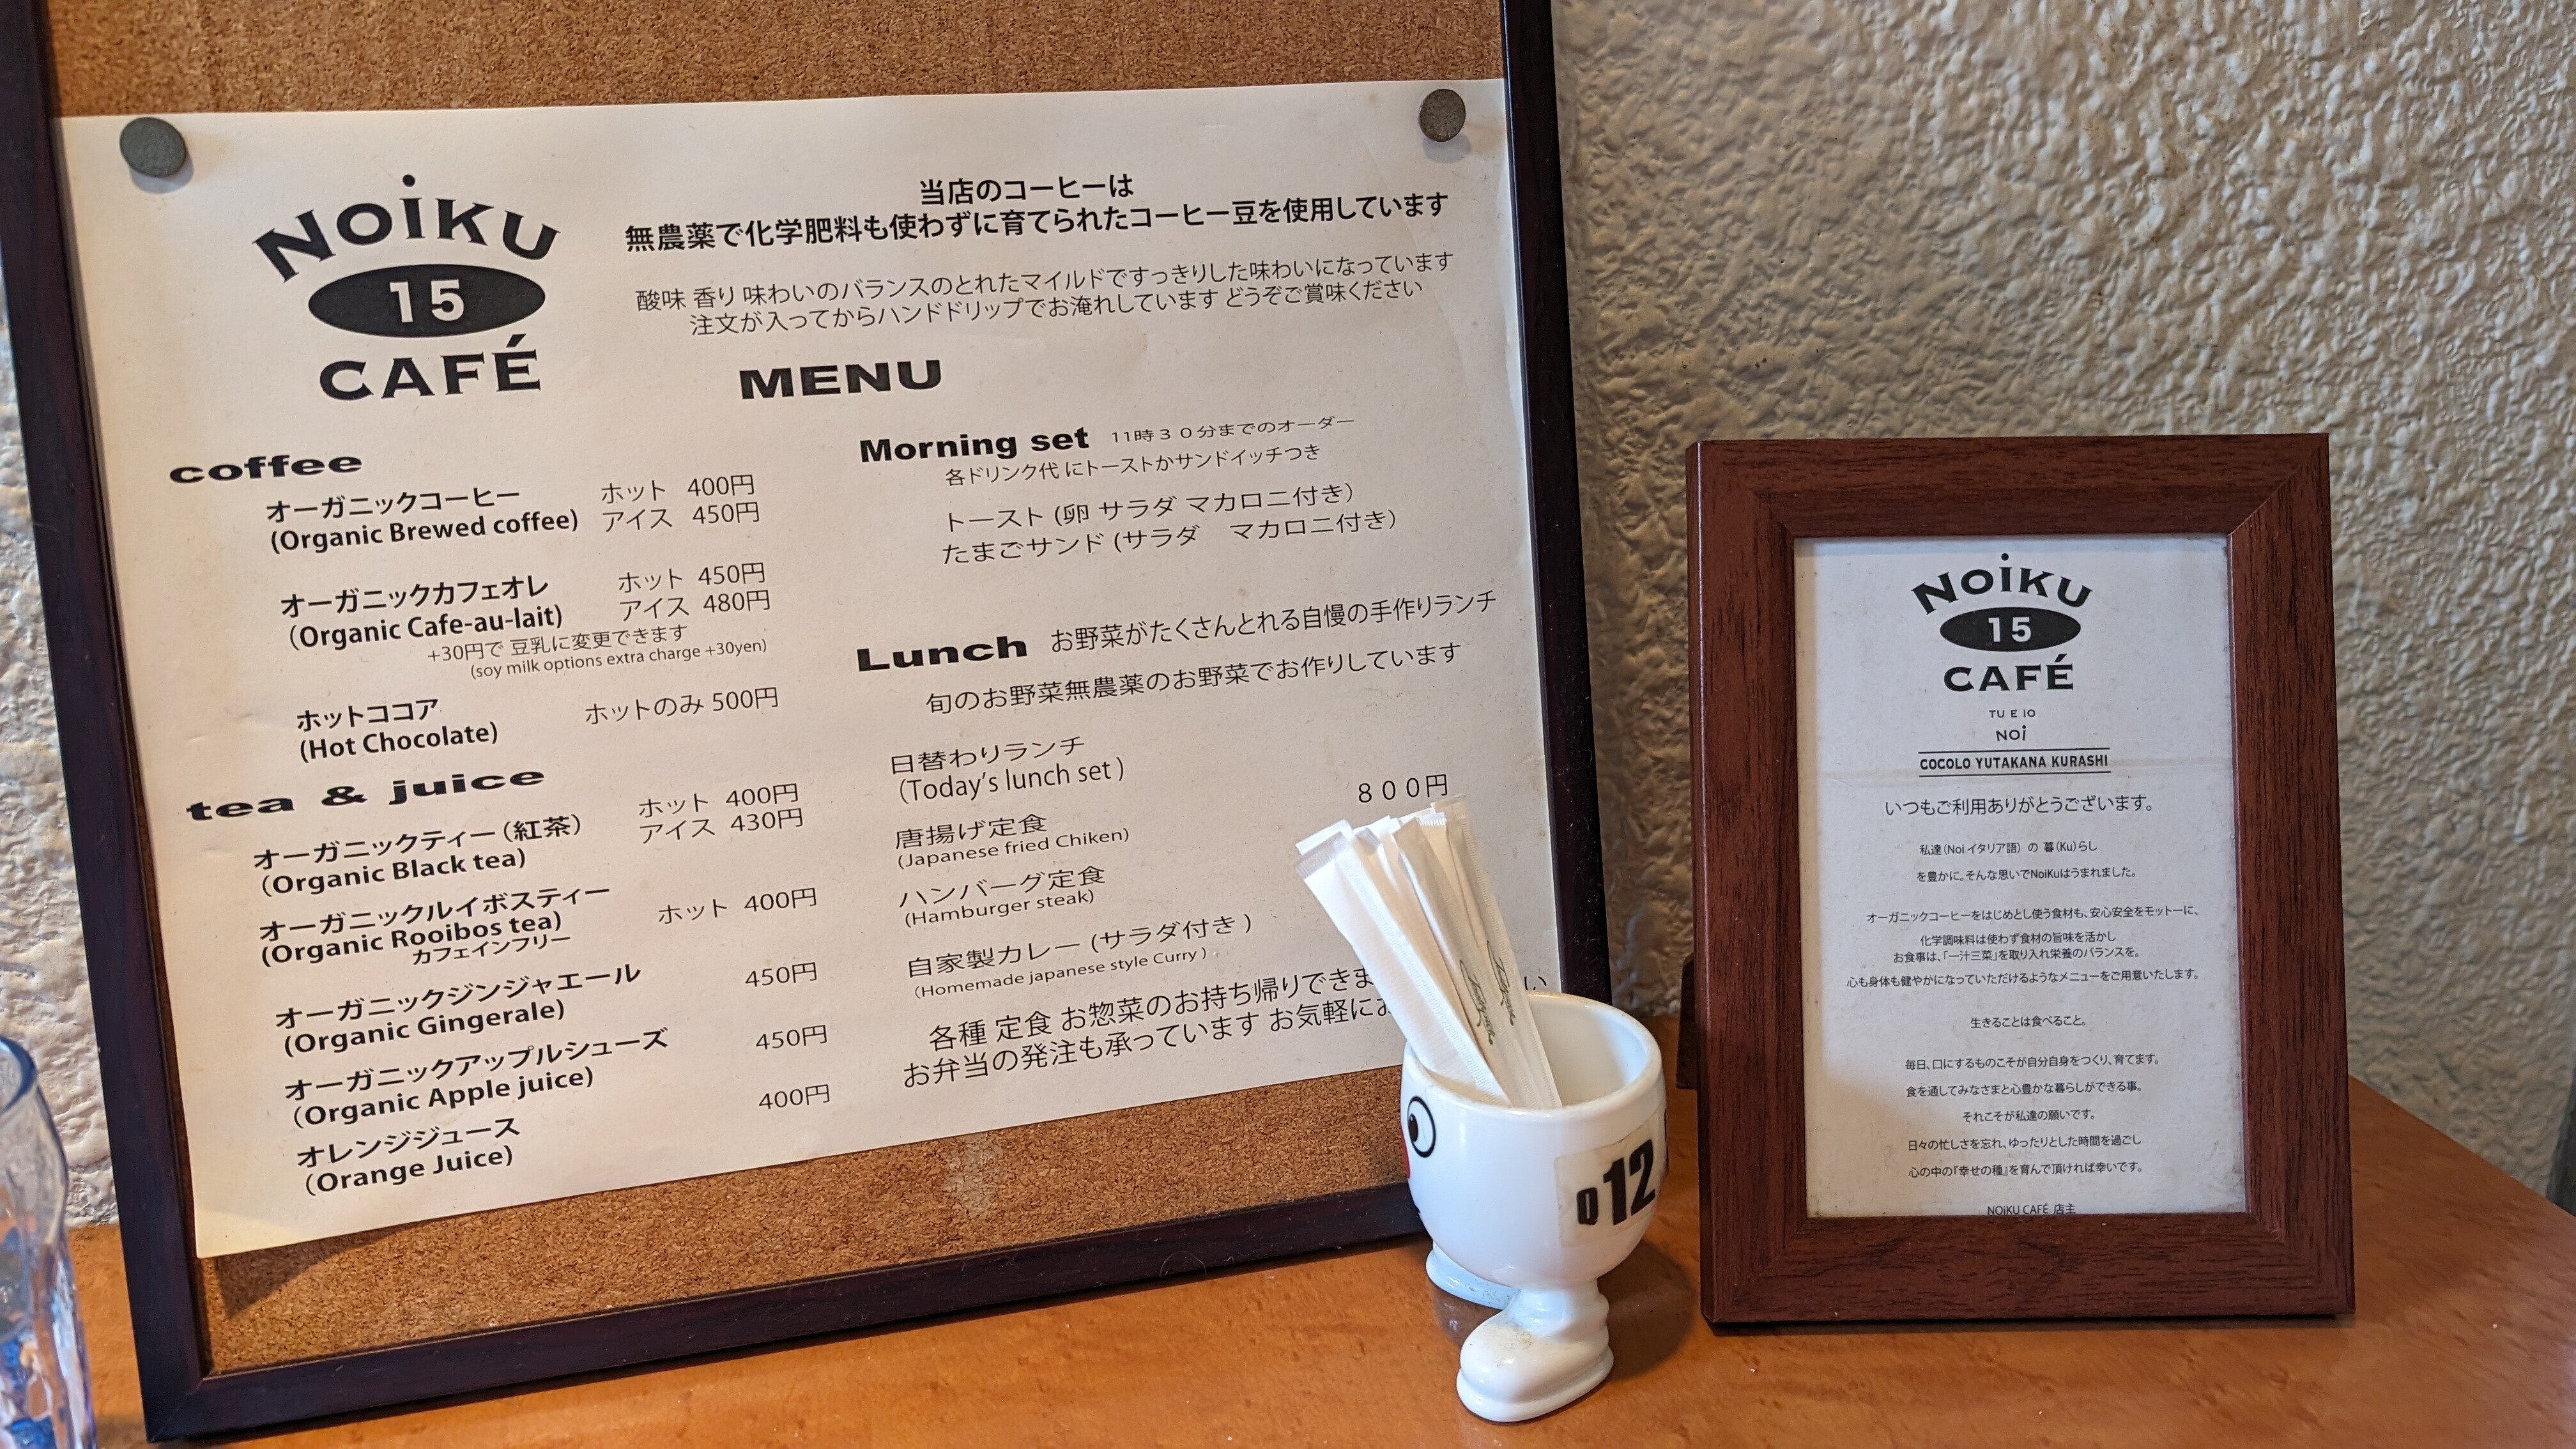 NOiKU
15
CAFÉ
当店のコーヒーは
無農薬で化学肥料も使わずに育てられたコーヒー豆を使用しています
酸味 香り 味わいのバランスのとれたマイルドですっきりした味わいになっています
注文が入ってからハンドドリップでお淹れしています どうぞご賞味ください
MENU
coffee
オーガニックコーヒー ホット 400円
(Organic Brewed coffee) アイス 450円
オーガニックカフェオレ ホット 450円
(Organic Cafe-au-lait) アイス 480円
+30円で 豆乳に変更できます
(soy milk options extra charge +30yen)
ホットココア ホットのみ 500円
(Hot Chocolate)
tea & juice
オーガニックティー（紅茶） ホット 400円
(Organic Black tea) アイス 430円
オーガニックルイボスティー ホット 400円
(Organic Rooibos tea)
カフェインフリー
オーガニックジンジャエール 450円
(Organic Gingerale)
オーガニックアップルシューズ 450円
(Organic Apple juice)
オレンジジュース 400円
(Orange Juice)
Morning set 11時３０分までのオーダー
各ドリンク代 にトーストかサンドイッチつき
トースト (卵 サラダ マカロニ付き）
たまごサンド (サラダ　マカロニ付き）
Lunch お野菜がたくさんとれる自慢の手作りランチ
旬のお野菜無農薬のお野菜でお作りしています
日替わりランチ
(Today's lunch set )
８００円
唐揚げ定食
(Japanese fried Chiken)
ハンバーグ定食
(Hamburger steak)
自家製カレー (サラダ付き )
(Homemade japanese style Curry )
各種 定食 お惣菜のお持ち帰りできま
い
お弁当の発注も承っています お気軽にお
Q12
NOiKU
15
CAFÉ
TU E IO
NOi
COCOLO YUTAKANA KURASHI
いつもご利用ありがとうございます。
私達（Noi イタリア語） の 暮（Ku）らし
を豊かに。そんな思いでNoiKuはうまれました。
オーガニックコーヒーをはじめとし使う食材も、安心安全をモットーに、
化学調味料は使わず食材の旨味を活かし
お食事は、「一汁三菜」を取り入れ栄養のバランスを。
心も身体も健やかになっていただけるようなメニューをご用意いたします。
生きることは食べること。
毎日、口にするものこそが自分自身をつくり、育てます。
食を通してみなさまと心豊かな暮らしができる事。
それこそが私達の願いです。
日々の忙しさを忘れ、ゆったりとした時間を過ごし
心の中の『幸せの種』を育んで頂ければ幸いです。
NOiKU CAFÉ 店主